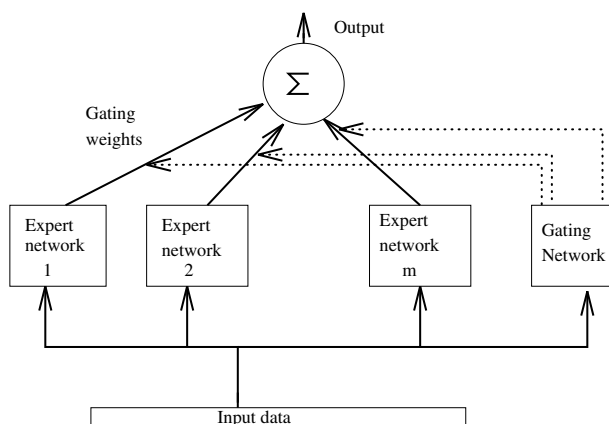 Output
Σ
Gating
weights
Expert
network
1
Expert
network
2
Expert
network
m
Gating
Network
Input data